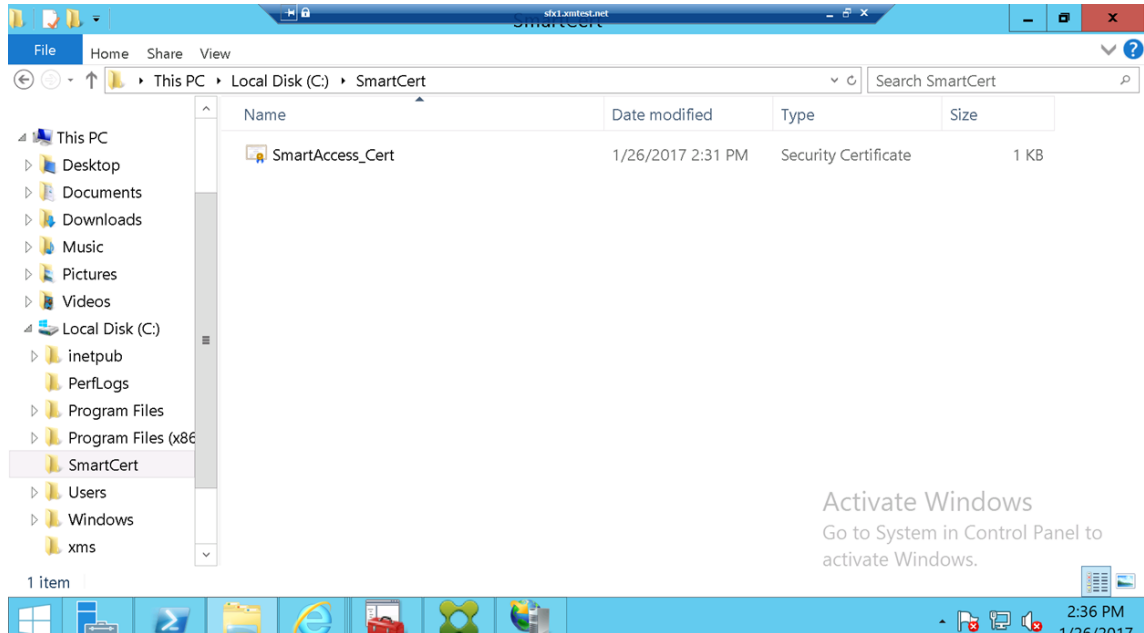 sfx1.xmtest.net
SmartCert
File Home Share View
This PC Local Disk (C:) SmartCert Search SmartCert
Name Date modified Type Size
SmartAccess_Cert 1/26/2017 2:31 PM Security Certificate 1 KB
This PC
Desktop
Documents
Downloads
Music
Pictures
Videos
Local Disk (C:)
inetpub
PerfLogs
Program Files
Program Files (x86
SmartCert
Users
Windows
xms
Activate Windows
Go to System in Control Panel to
activate Windows.
1 item
2:36 PM
1/26/2017